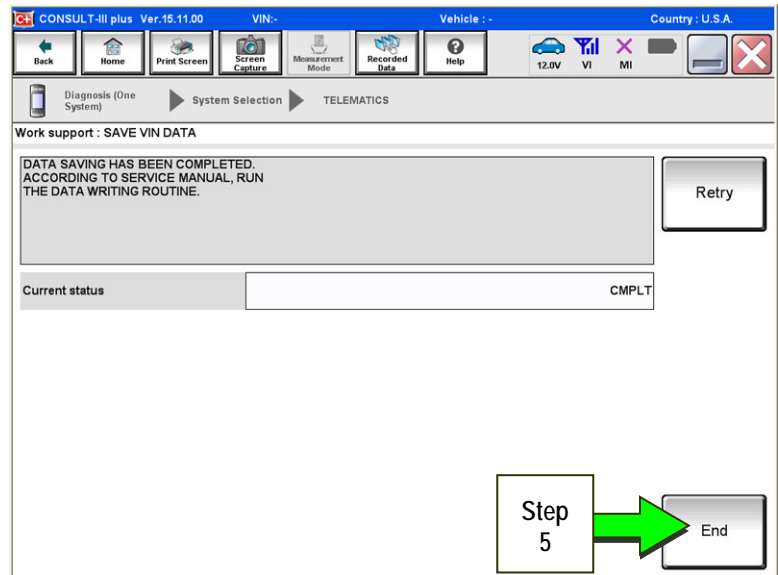 C+ CONSULT-III plus Ver.15.11.00 VIN:- Vehicle : - Country : U.S.A.
Back
Home
Print Screen
Screen
Capture
Measurement
Mode
Recorded
Data
Help
12.0V
VI
MI
Diagnosis (One
System)
System Selection
TELEMATICS
Work support : SAVE VIN DATA
DATA SAVING HAS BEEN COMPLETED.
ACCORDING TO SERVICE MANUAL, RUN
THE DATA WRITING ROUTINE.
Retry
Current status
CMPLT
Step
5
End